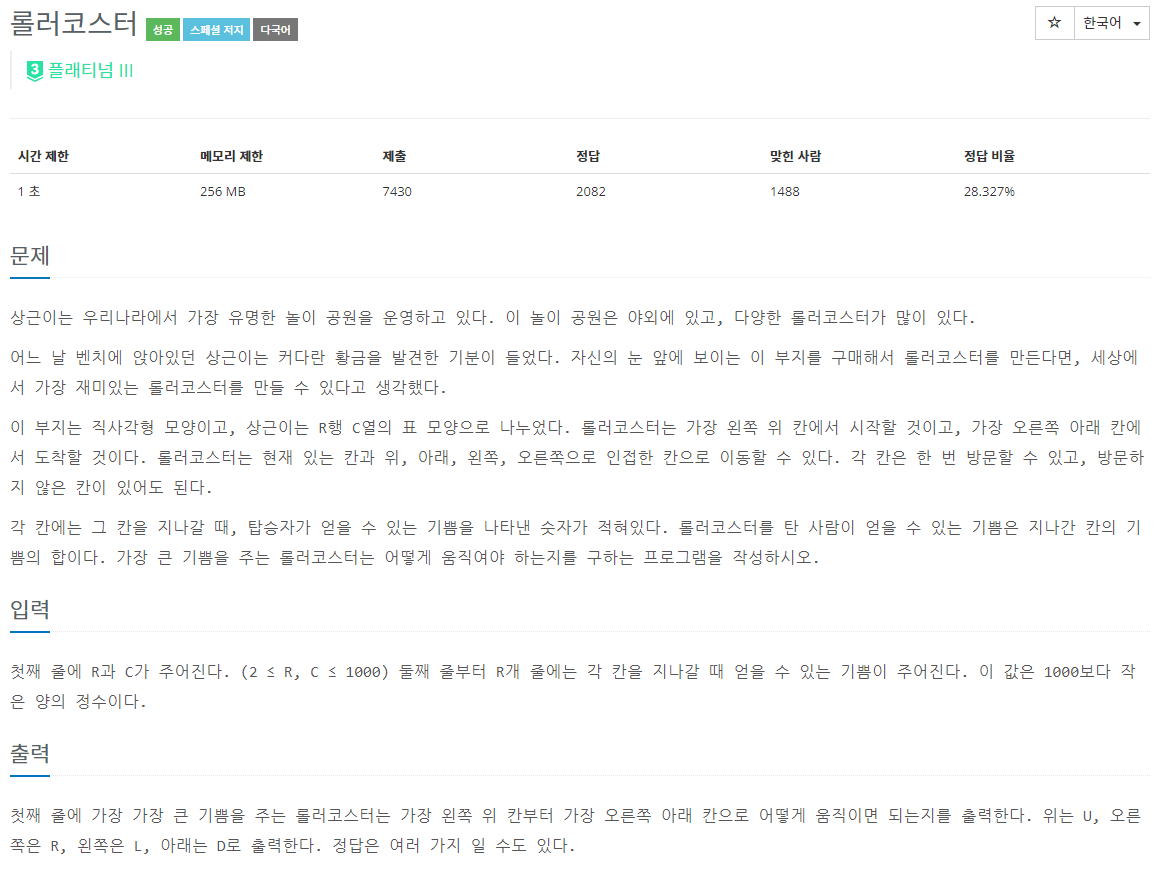 롤러코스터 성공 스페셜 저지 다국어
☆ 한국어
3 플래티넘 III
시간 제한 메모리 제한 제출 정답 맞힌 사람 정답 비율
1 초 256 MB 7430 2082 1488 28.327%
문제
상근이는 우리나라에서 가장 유명한 놀이 공원을 운영하고 있다. 이 놀이 공원은 야외에 있고, 다양한 롤러코스터가 많이 있다.
어느 날 벤치에 앉아있던 상근이는 커다란 황금을 발견한 기분이 들었다. 자신의 눈 앞에 보이는 이 부지를 구매해서 롤러코스터를 만든다면, 세상에
서 가장 재미있는 롤러코스터를 만들 수 있다고 생각했다.
이 부지는 직사각형 모양이고, 상근이는 R행 C열의 표 모양으로 나누었다. 롤러코스터는 가장 왼쪽 위 칸에서 시작할 것이고, 가장 오른쪽 아래 칸에
서 도착할 것이다. 롤러코스터는 현재 있는 칸과 위, 아래, 왼쪽, 오른쪽으로 인접한 칸으로 이동할 수 있다. 각 칸은 한 번 방문할 수 있고, 방문하
지 않은 칸이 있어도 된다.
각 칸에는 그 칸을 지나갈 때, 탑승자가 얻을 수 있는 기쁨을 나타낸 숫자가 적혀있다. 롤러코스터를 탄 사람이 얻을 수 있는 기쁨은 지나간 칸의 기
쁨의 합이다. 가장 큰 기쁨을 주는 롤러코스터는 어떻게 움직여야 하는지를 구하는 프로그램을 작성하시오.
입력
첫째 줄에 R과 C가 주어진다. (2 ≤ R, C ≤ 1000) 둘째 줄부터 R개 줄에는 각 칸을 지나갈 때 얻을 수 있는 기쁨이 주어진다. 이 값은 1000보다 작
은 양의 정수이다.
출력
첫째 줄에 가장 가장 큰 기쁨을 주는 롤러코스터는 가장 왼쪽 위 칸부터 가장 오른쪽 아래 칸으로 어떻게 움직이면 되는지를 출력한다. 위는 U, 오른
쪽은 R, 왼쪽은 L, 아래는 D로 출력한다. 정답은 여러 가지 일 수도 있다.